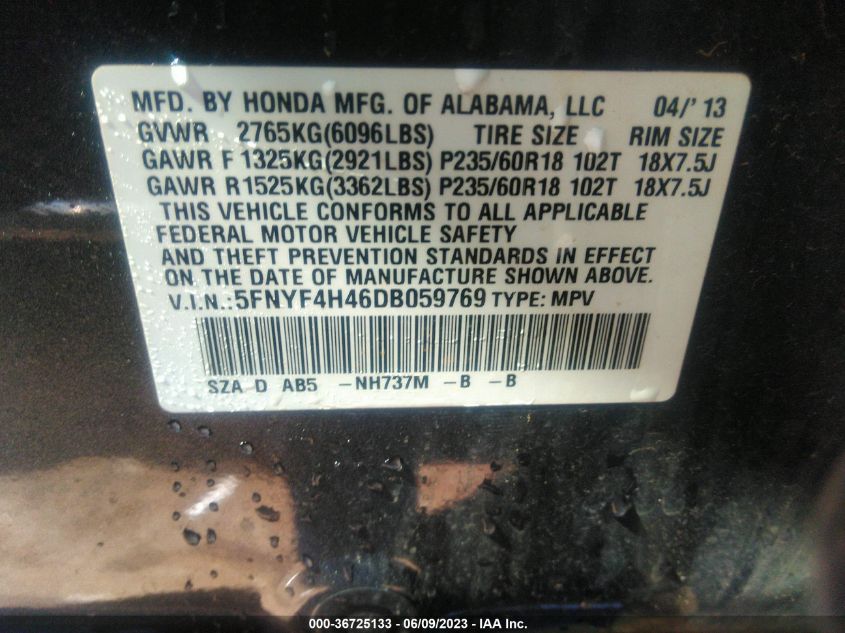 MFD. BY HONDA MFG. OF ALABAMA, LLC 04/'13
GVWR 2765KG(6096LBS) TIRE SIZE RIM SIZE
GAWR F 1325KG(2921LBS) P235/60R18 102T 18X7.5J
GAWR R1525KG(3362LBS) P235/60R18 102T 18X7.5J
THIS VEHICLE CONFORMS TO ALL APPLICABLE
FEDERAL MOTOR VEHICLE SAFETY
AND THEFT PREVENTION STANDARDS IN EFFECT
ON THE DATE OF MANUFACTURE SHOWN ABOVE.
V.I.N.:5FNYF4H46DB059769 TYPE: MPV
SZA D AB5 -NH737M -B -B
000-36725133 - 06/09/2023 - IAA Inc.